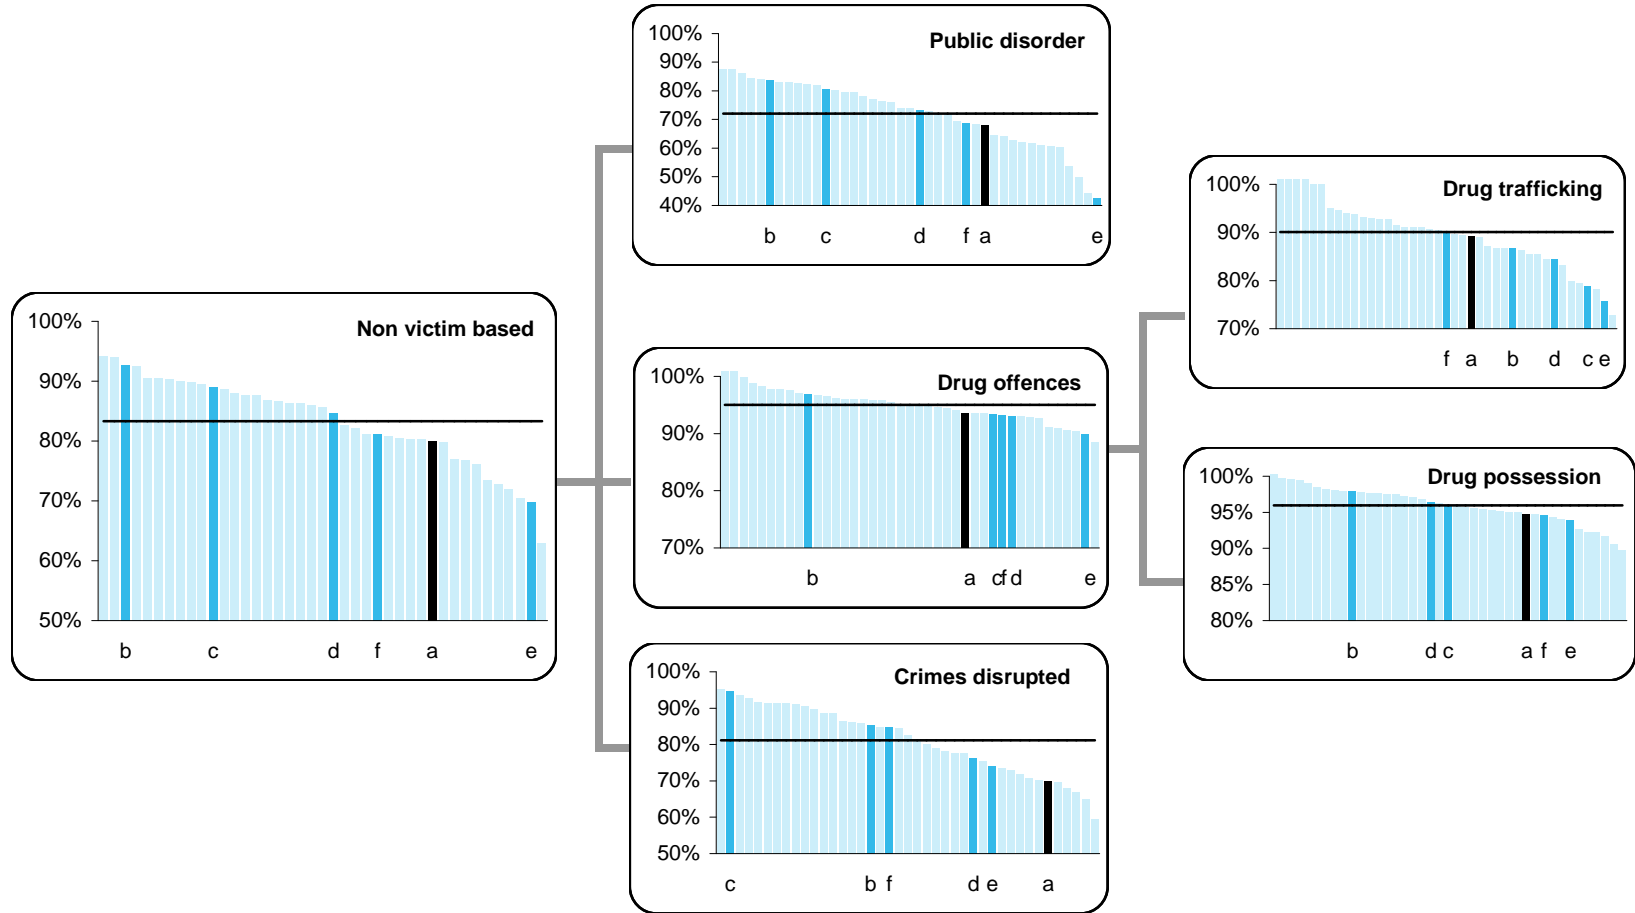 Non victim based
100%
90%
80%
70%
60%
50%
b c d f a e
Public disorder
100%
90%
80%
70%
60%
50%
40%
b c d f a e
Drug offences
100%
90%
80%
70%
b a c f d e
Crimes disrupted
100%
90%
80%
70%
60%
50%
c b f d e a
Drug trafficking
100%
90%
80%
70%
f a b d c e
Drug possession
100%
95%
90%
85%
80%
b d c a f e